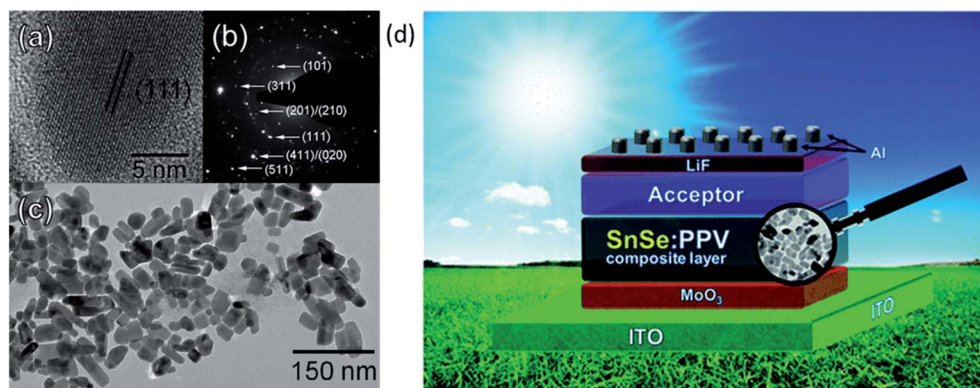 (a)
(111)
5 nm
(b)
(101)
(311)
(201)/(210)
(111)
(411)/(020)
(511)
(c)
150 nm
(d)
Al
LiF
Acceptor
SnSe:PPV
composite layer
MoO₃
ITO
ITO